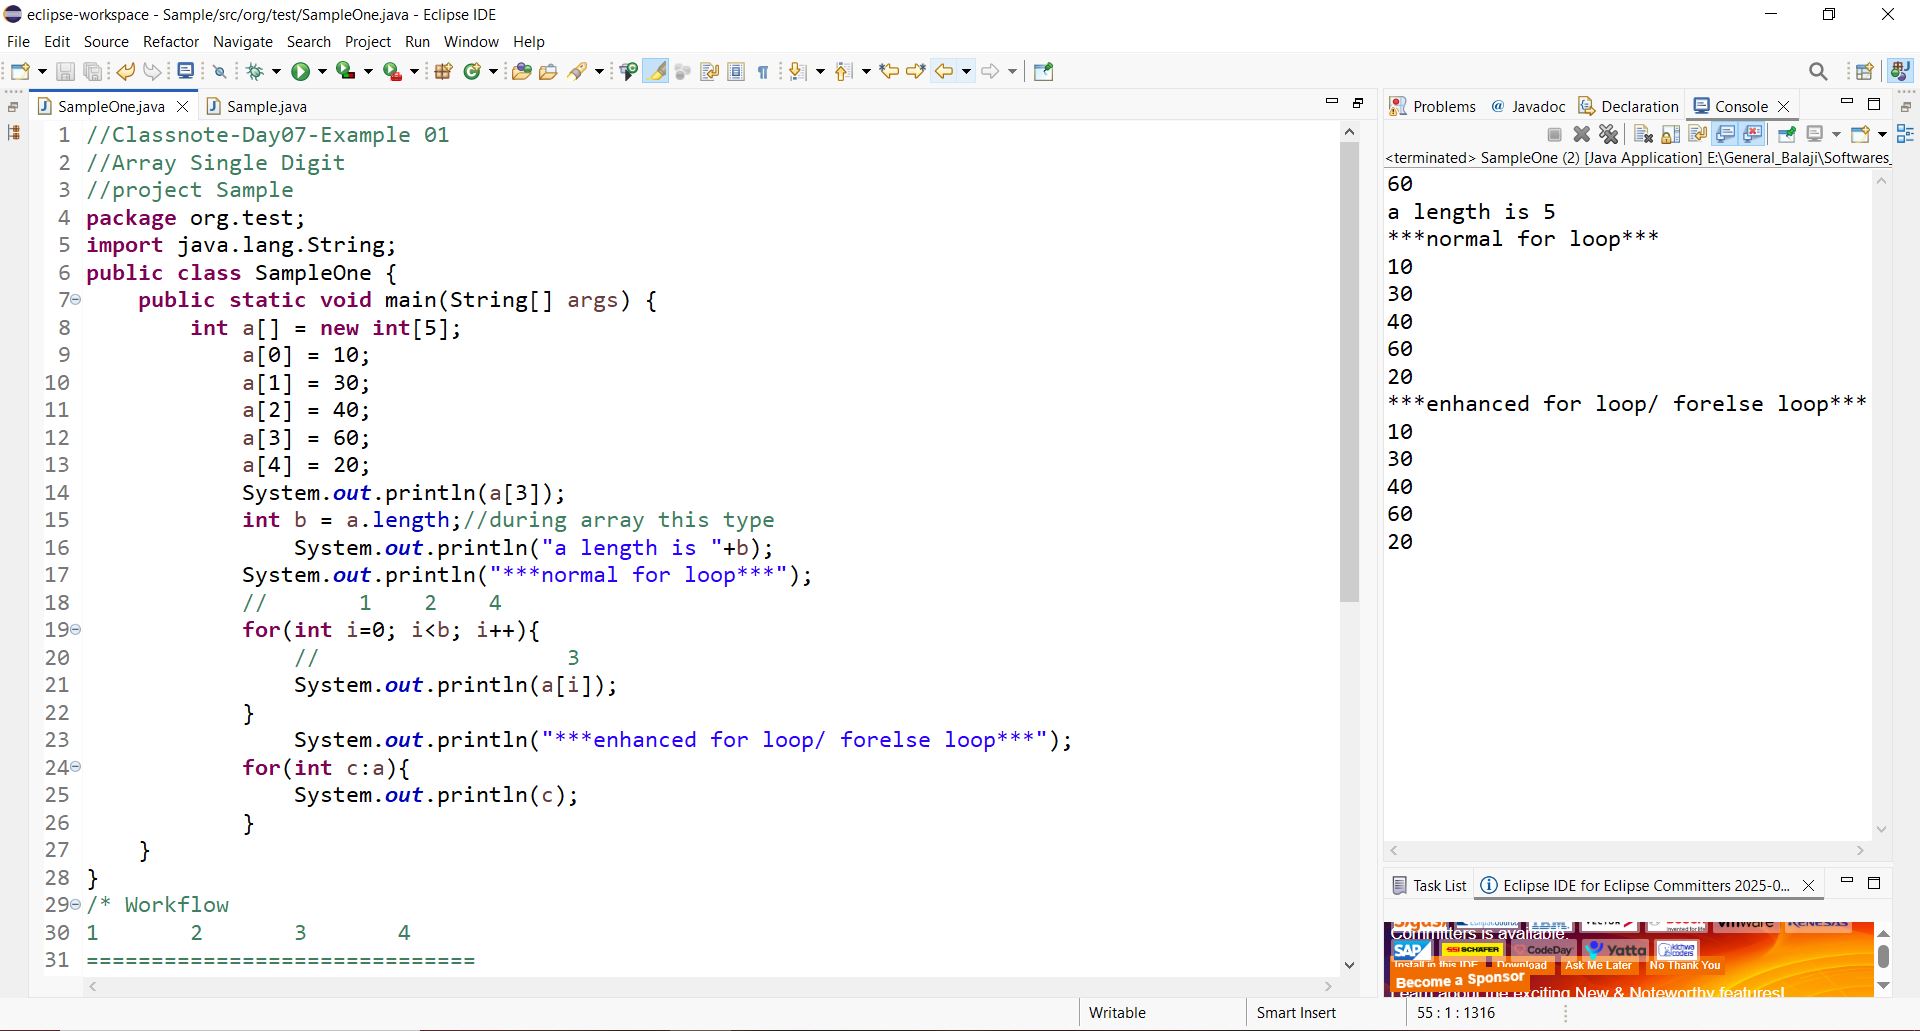 eclipse-workspace - Sample/src/org/test/SampleOne.java - Eclipse IDE
File Edit Source Refactor Navigate Search Project Run Window Help
SampleOne.java Sample.java
1 //Classnote-Day07-Example 01
2 //Array Single Digit
3 //project Sample
4 package org.test;
5 import java.lang.String;
6 public class SampleOne {
7 public static void main(String[] args) {
8 int a[] = new int[5];
9 a[0] = 10;
10 a[1] = 30;
11 a[2] = 40;
12 a[3] = 60;
13 a[4] = 20;
14 System.out.println(a[3]);
15 int b = a.length;//during array this type
16 System.out.println("a length is "+b);
17 System.out.println("***normal for loop***");
18 // 1 2 4
19 for(int i=0; i<b; i++){
20 // 3
21 System.out.println(a[i]);
22 }
23 System.out.println("***enhanced for loop/ forelse loop***");
24 for(int c:a){
25 System.out.println(c);
26 }
27 }
28 }
29 /* Workflow
30 1 2 3 4
31 ==============================
Problems @ Javadoc Declaration Console
<terminated> SampleOne (2) [Java Application] E:\General_Balaji\Softwares_
60
a length is 5
***normal for loop***
10
30
40
60
20
***enhanced for loop/ forelse loop***
10
30
40
60
20
Task List Eclipse IDE for Eclipse Committers 2025-0...
vmware RENESAS
Committers is available.
SAP SSI SCHÄFER CodeDay Yatta kichwa coders
Install in this IDE Download Ask Me Later No Thank You
Become a Sponsor
Learn about the exciting New & Noteworthy features!
Writable Smart Insert 55 : 1 : 1316